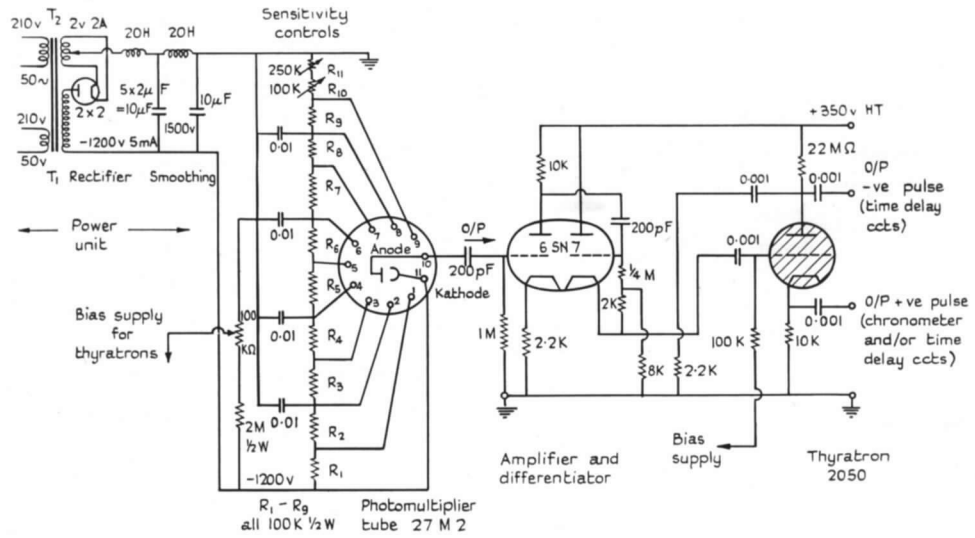 Sensitivity controls
210v T2 2v 2A
20H 20H
50~
2 x 2
5 x 2µF
=10µF
10µF
1500v
210v
50v
-1200v 5mA
T1 Rectifier Smoothing
Power unit
Bias supply
for
thyratrons
100 KΩ
2M
½W
0·01
0·01
0·01
0·01
250K R11
100K R10
R9
R8
R7
R6
R5
R4
R3
R2
R1
-1200v
R1 - R9
all 100K ½W
Anode
Kathode
1
2
3
4
5
6
7
8
9
10
11
Photomultiplier
tube 27 M 2
O/P
200pF
1M
2·2K
10K
6SN7
200pF
¼M
2K
8K
2·2K
Amplifier and
differentiator
0·001
0·001
0·001
0·001
100K
10K
Bias
supply
+350v HT
22MΩ
O/P
-ve pulse
(time delay
ccts)
O/P +ve pulse
(chronometer
and/or time
delay ccts)
Thyratron
2050